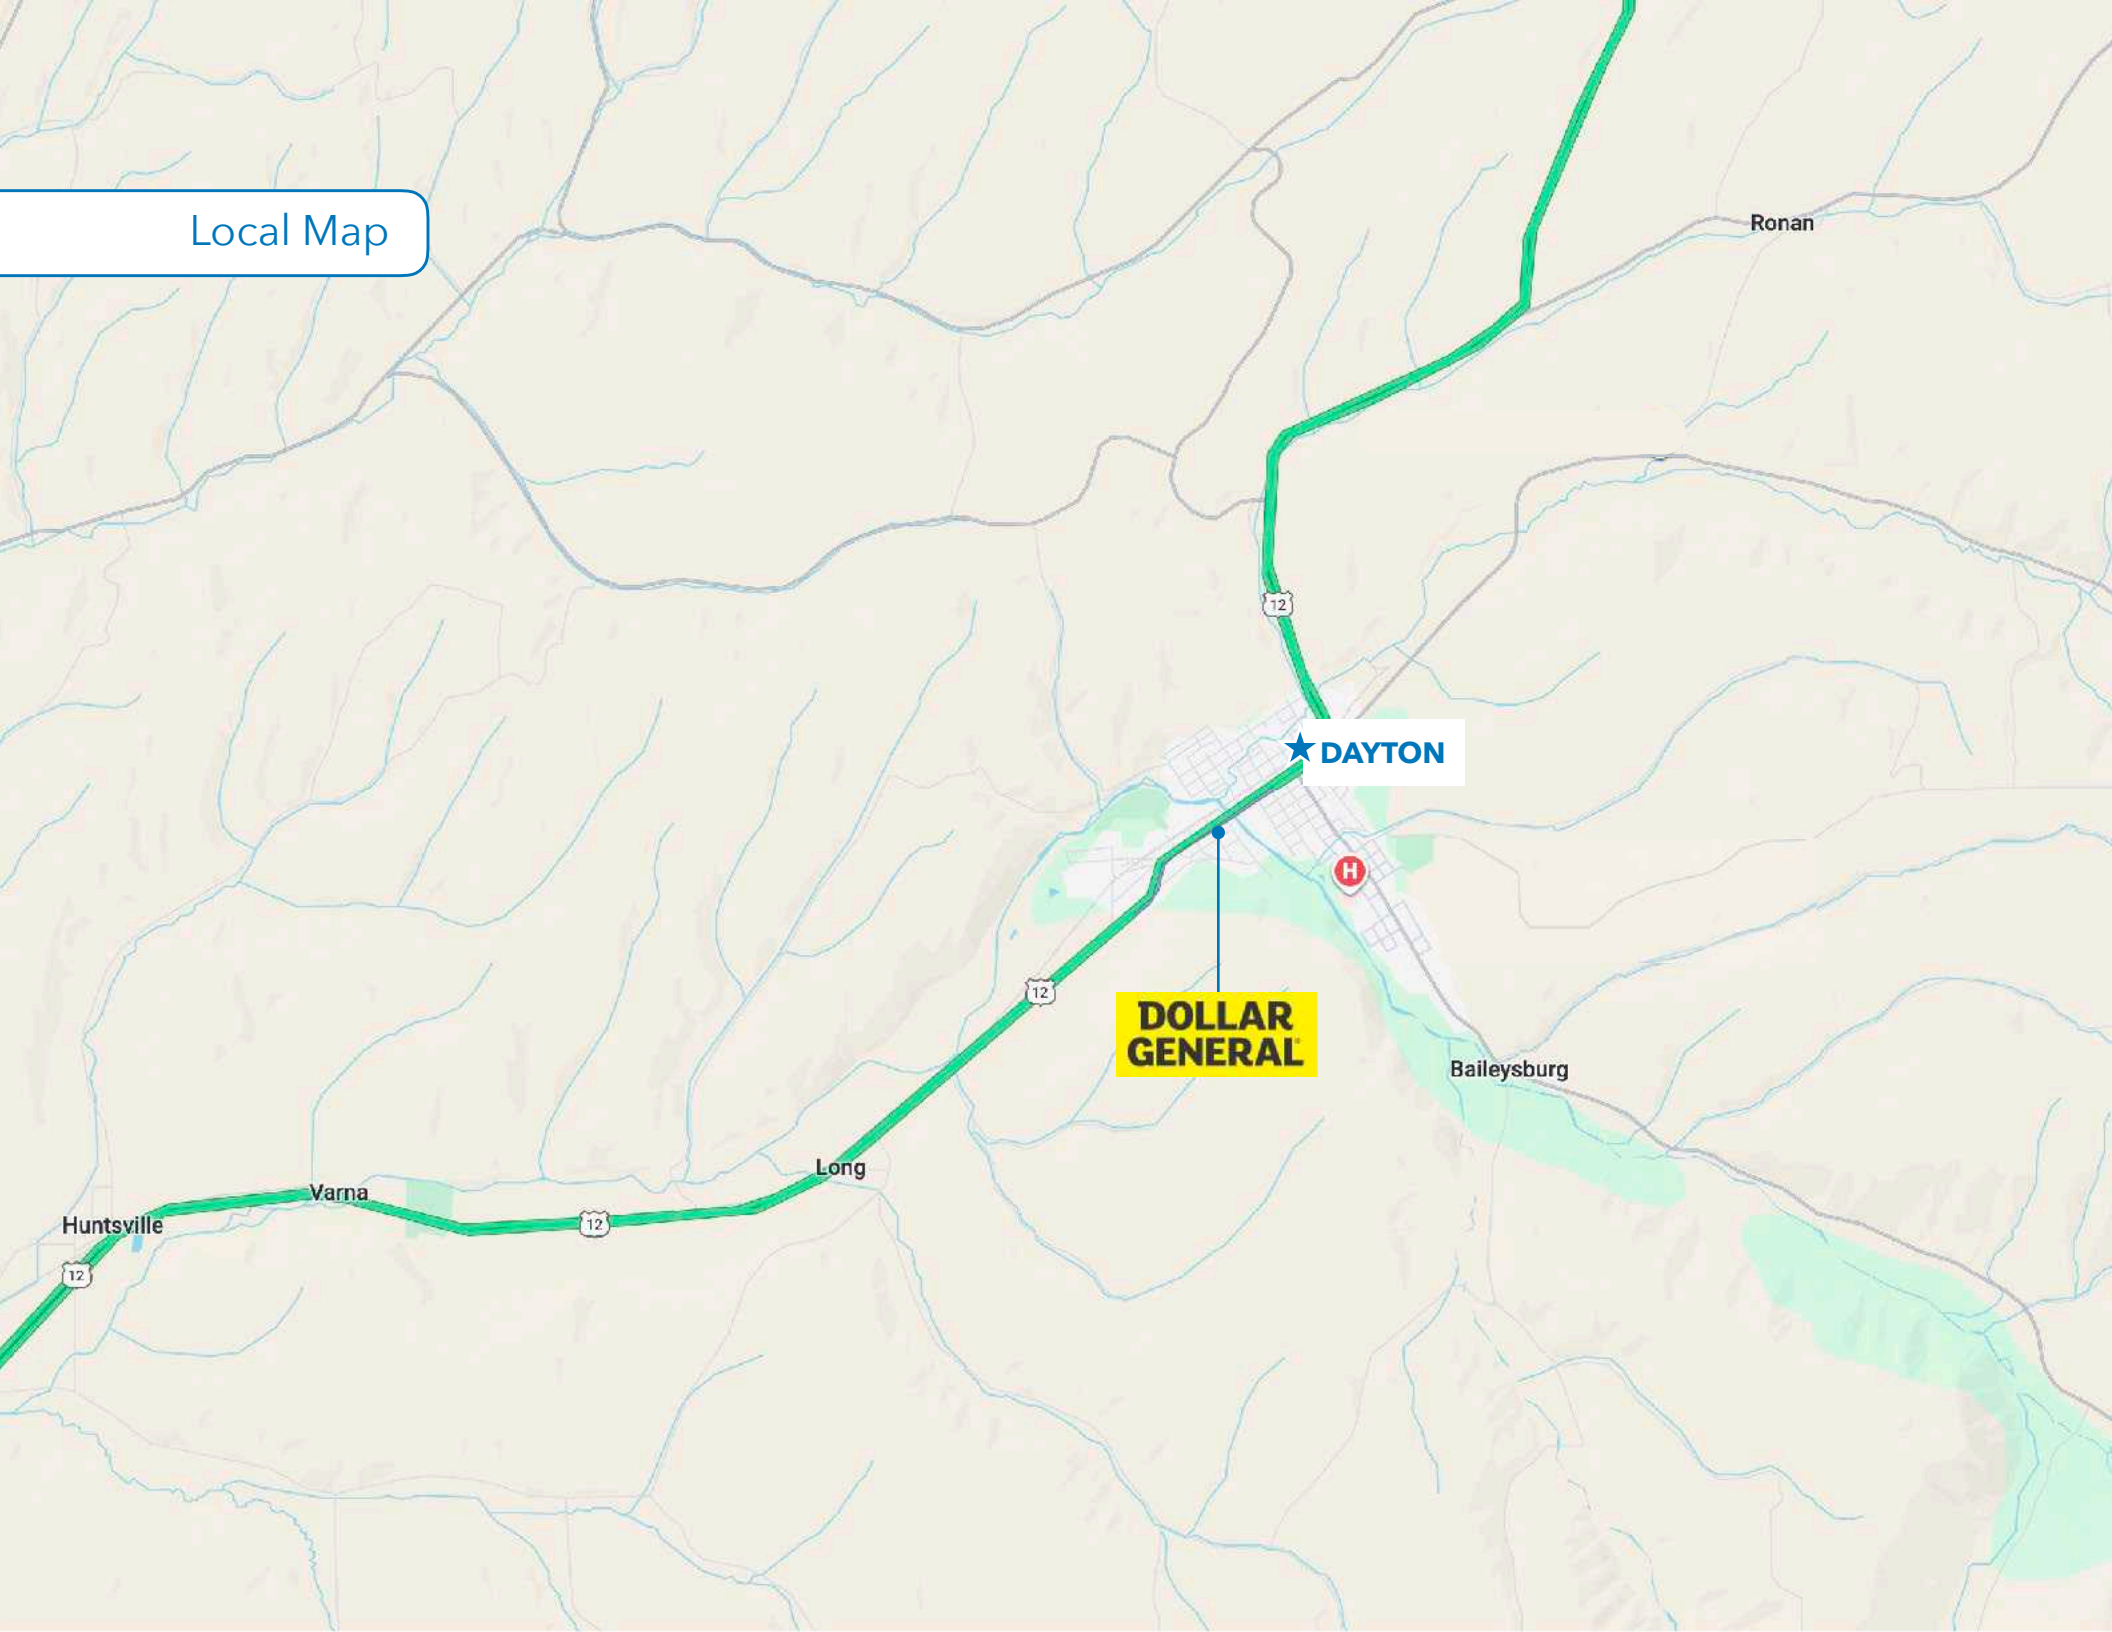 Local Map
Ronan
12
DAYTON
H
12
DOLLAR
GENERAL
Baileysburg
Long
Varna
Huntsville
12
12